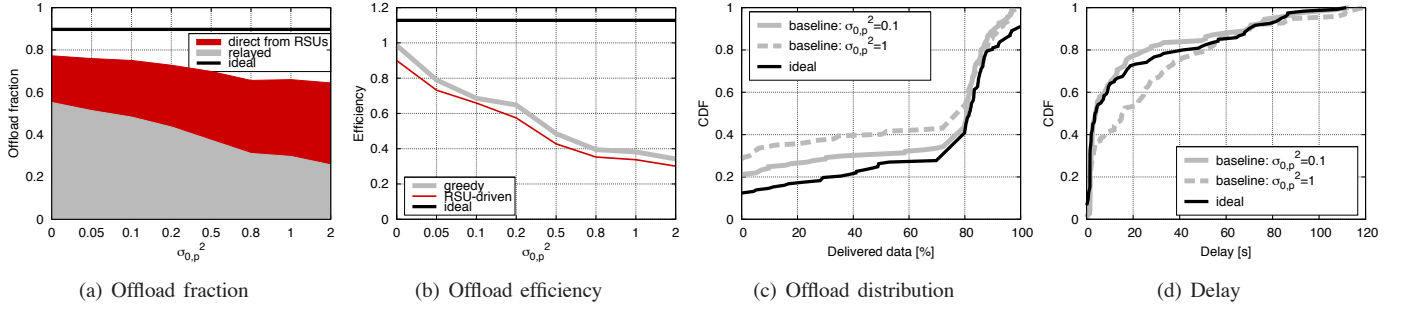 1
0.8
0.6
0.4
0.2
0
Offload fraction
direct from RSUs
relayed
ideal
0 0.05 0.1 0.2 0.5 0.8 1 2
σ0,p²
(a) Offload fraction
1.2
1
0.8
0.6
0.4
0.2
0
Efficiency
greedy
RSU-driven
ideal
0 0.05 0.1 0.2 0.5 0.8 1 2
σ0,p²
(b) Offload efficiency
1
0.8
0.6
0.4
0.2
0
CDF
baseline: σ0,p²=0.1
baseline: σ0,p²=1
ideal
0 20 40 60 80 100
Delivered data [%]
(c) Offload distribution
1
0.8
0.6
0.4
0.2
0
CDF
baseline: σ0,p²=0.1
baseline: σ0,p²=1
ideal
0 20 40 60 80 100 120
Delay [s]
(d) Delay